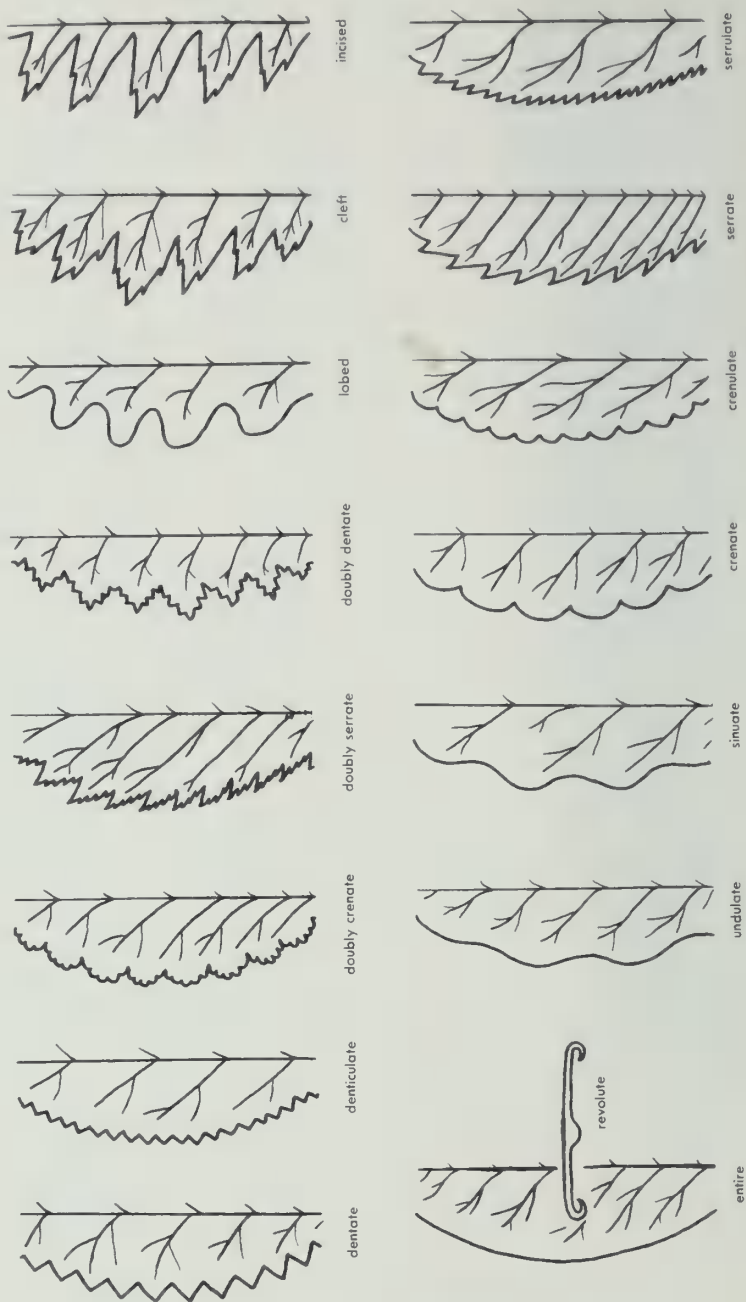 dentate
denticulate
doubly crenate
doubly serrate
doubly dentate
lobed
cleft
incised
entire
revolute
undulate
sinuate
crenate
crenulate
serrate
serrulate